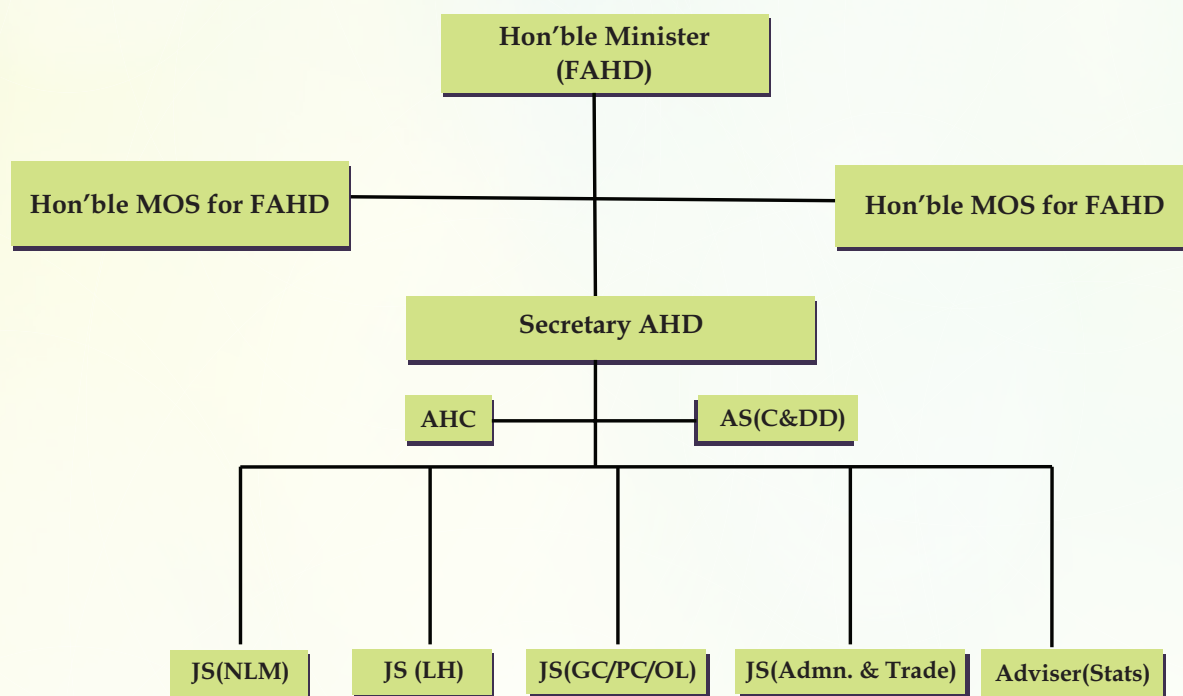 Hon’ble Minister
(FAHD)
Hon’ble MOS for FAHD
Hon’ble MOS for FAHD
Secretary AHD
AHC
AS(C&DD)
JS(NLM)
JS (LH)
JS(GC/PC/OL)
JS(Admn. & Trade)
Adviser(Stats)